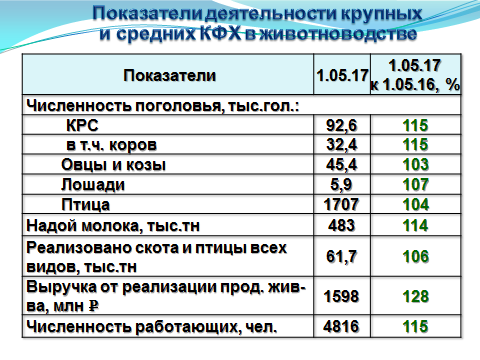 Показатели деятельности крупных
и средних КФХ в животноводстве
Показатели 1.05.17 1.05.17
к 1.05.16, %
Численность поголовья, тыс.гол.:
КРС 92,6 115
в т.ч. коров 32,4 115
Овцы и козы 45,4 103
Лошади 5,9 107
Птица 1707 104
Надой молока, тыс.тн 483 114
Реализовано скота и птицы всех
видов, тыс.тн 61,7 106
Выручка от реализации прод. жив-
ва, млн ₽ 1598 128
Численность работающих, чел. 4816 115